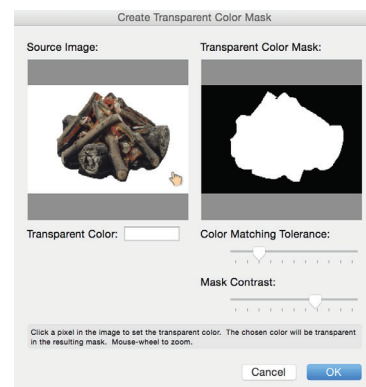 Create Transparent Color Mask
Source Image:
Transparent Color Mask:
Transparent Color:
Color Matching Tolerance:
Mask Contrast:
Click a pixel in the image to set the transparent color. The chosen color will be transparent
in the resulting mask. Mouse-wheel to zoom.
Cancel
OK